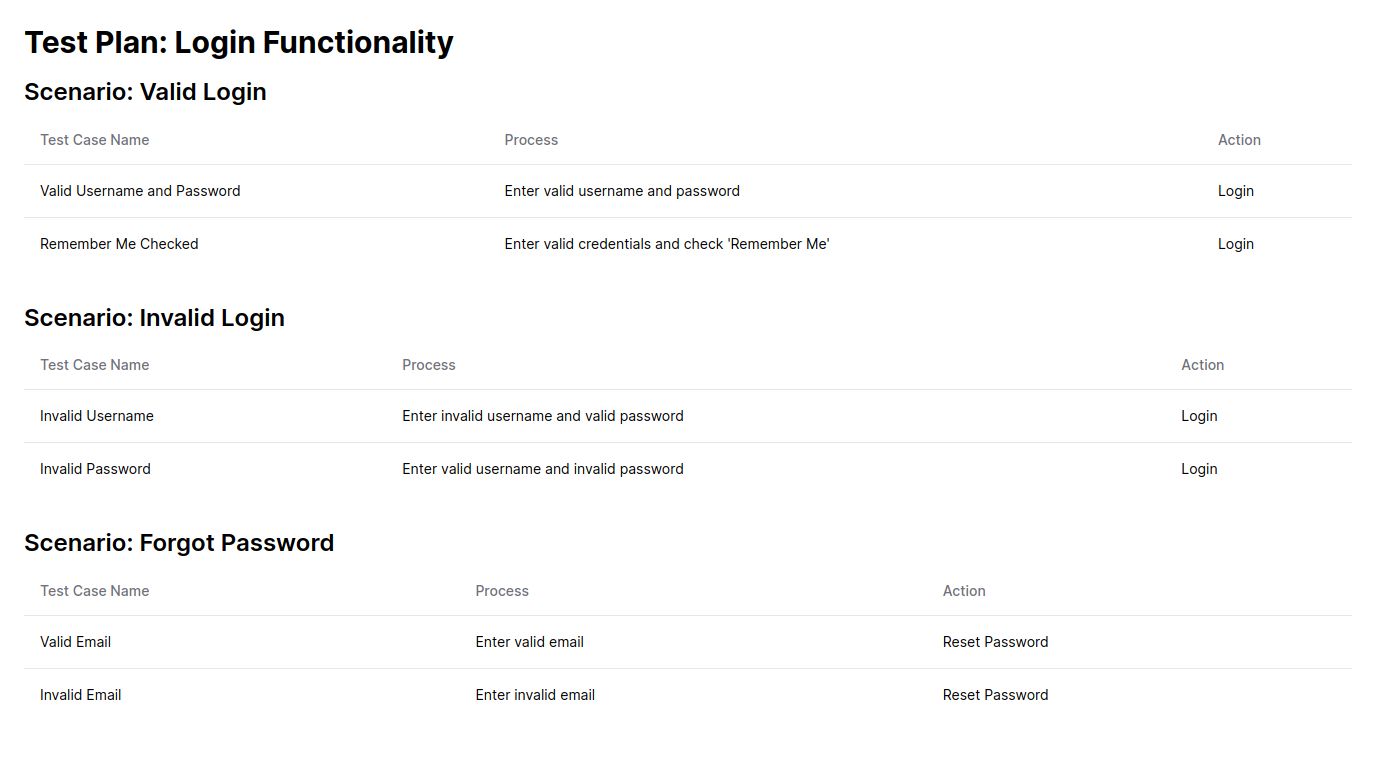 Test Plan: Login Functionality
Scenario: Valid Login
Test Case Name Process Action
Valid Username and Password Enter valid username and password Login
Remember Me Checked Enter valid credentials and check 'Remember Me' Login
Scenario: Invalid Login
Test Case Name Process Action
Invalid Username Enter invalid username and valid password Login
Invalid Password Enter valid username and invalid password Login
Scenario: Forgot Password
Test Case Name Process Action
Valid Email Enter valid email Reset Password
Invalid Email Enter invalid email Reset Password